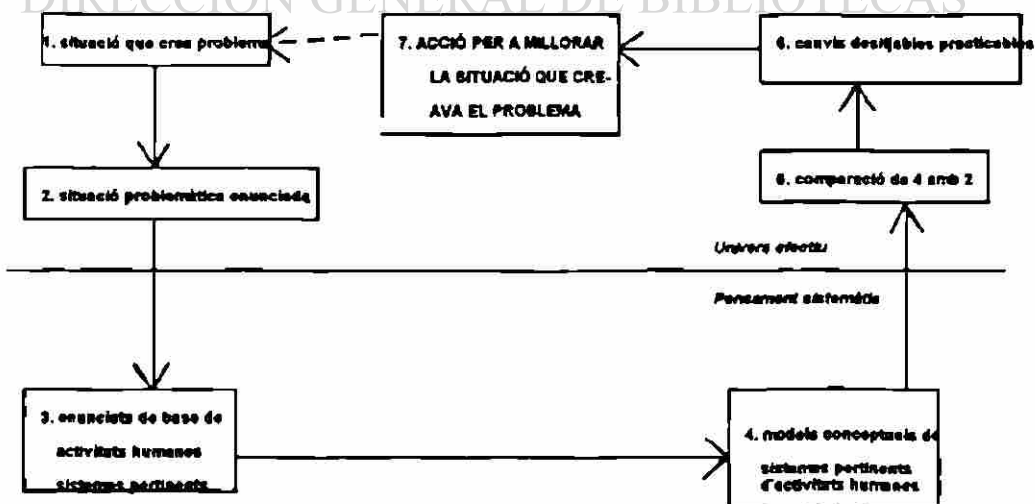 DIRECCIÓN GENERAL DE BIBLIOTECAS
1. situació que crea problema
7. ACCIÓ PER A MILLORAR
LA SITUACIÓ QUE CRE-
AVA EL PROBLEMA
6. canvis desitjables practicables
2. situació problemàtica enunciada
5. comparació de 4 amb 2
Univers efectiu
Pensament sistemàtic
3. enunciats de base de
activitats humanes
sistemes pertinents
4. models conceptuals de
sistemes pertinents
d'activitats humanes